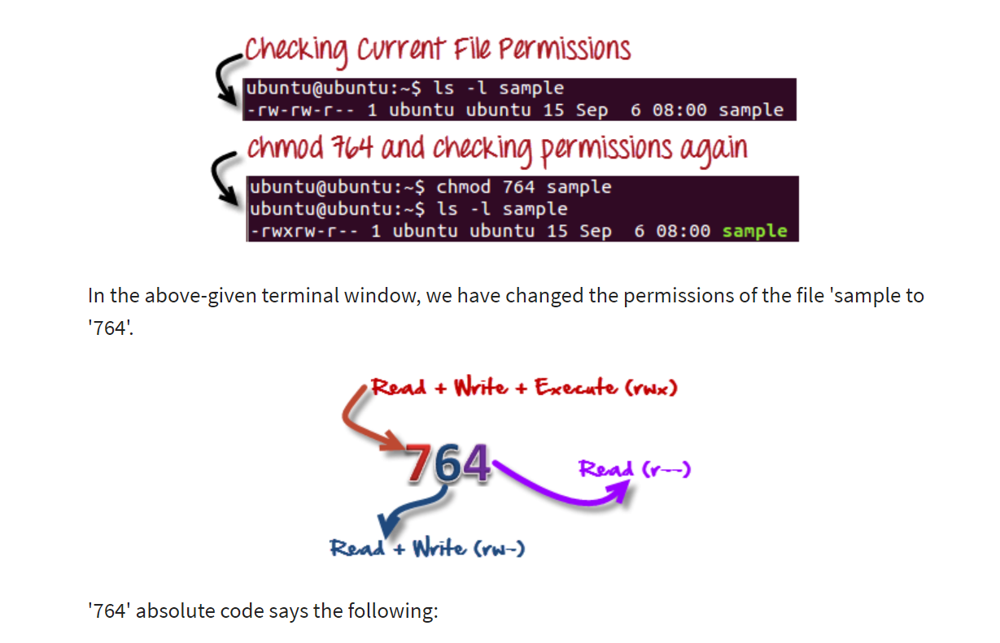 Checking Current File Permissions
ubuntu@ubuntu:~$ ls -l sample
-rw-rw-r-- 1 ubuntu ubuntu 15 Sep  6 08:00 sample
chmod 764 and checking permissions again
ubuntu@ubuntu:~$ chmod 764 sample
ubuntu@ubuntu:~$ ls -l sample
-rwxrw-r-- 1 ubuntu ubuntu 15 Sep  6 08:00 sample
In the above-given terminal window, we have changed the permissions of the file 'sample to
'764'.
Read + Write + Execute (rwx)
764
Read (r--)
Read + Write (rw-)
'764' absolute code says the following: